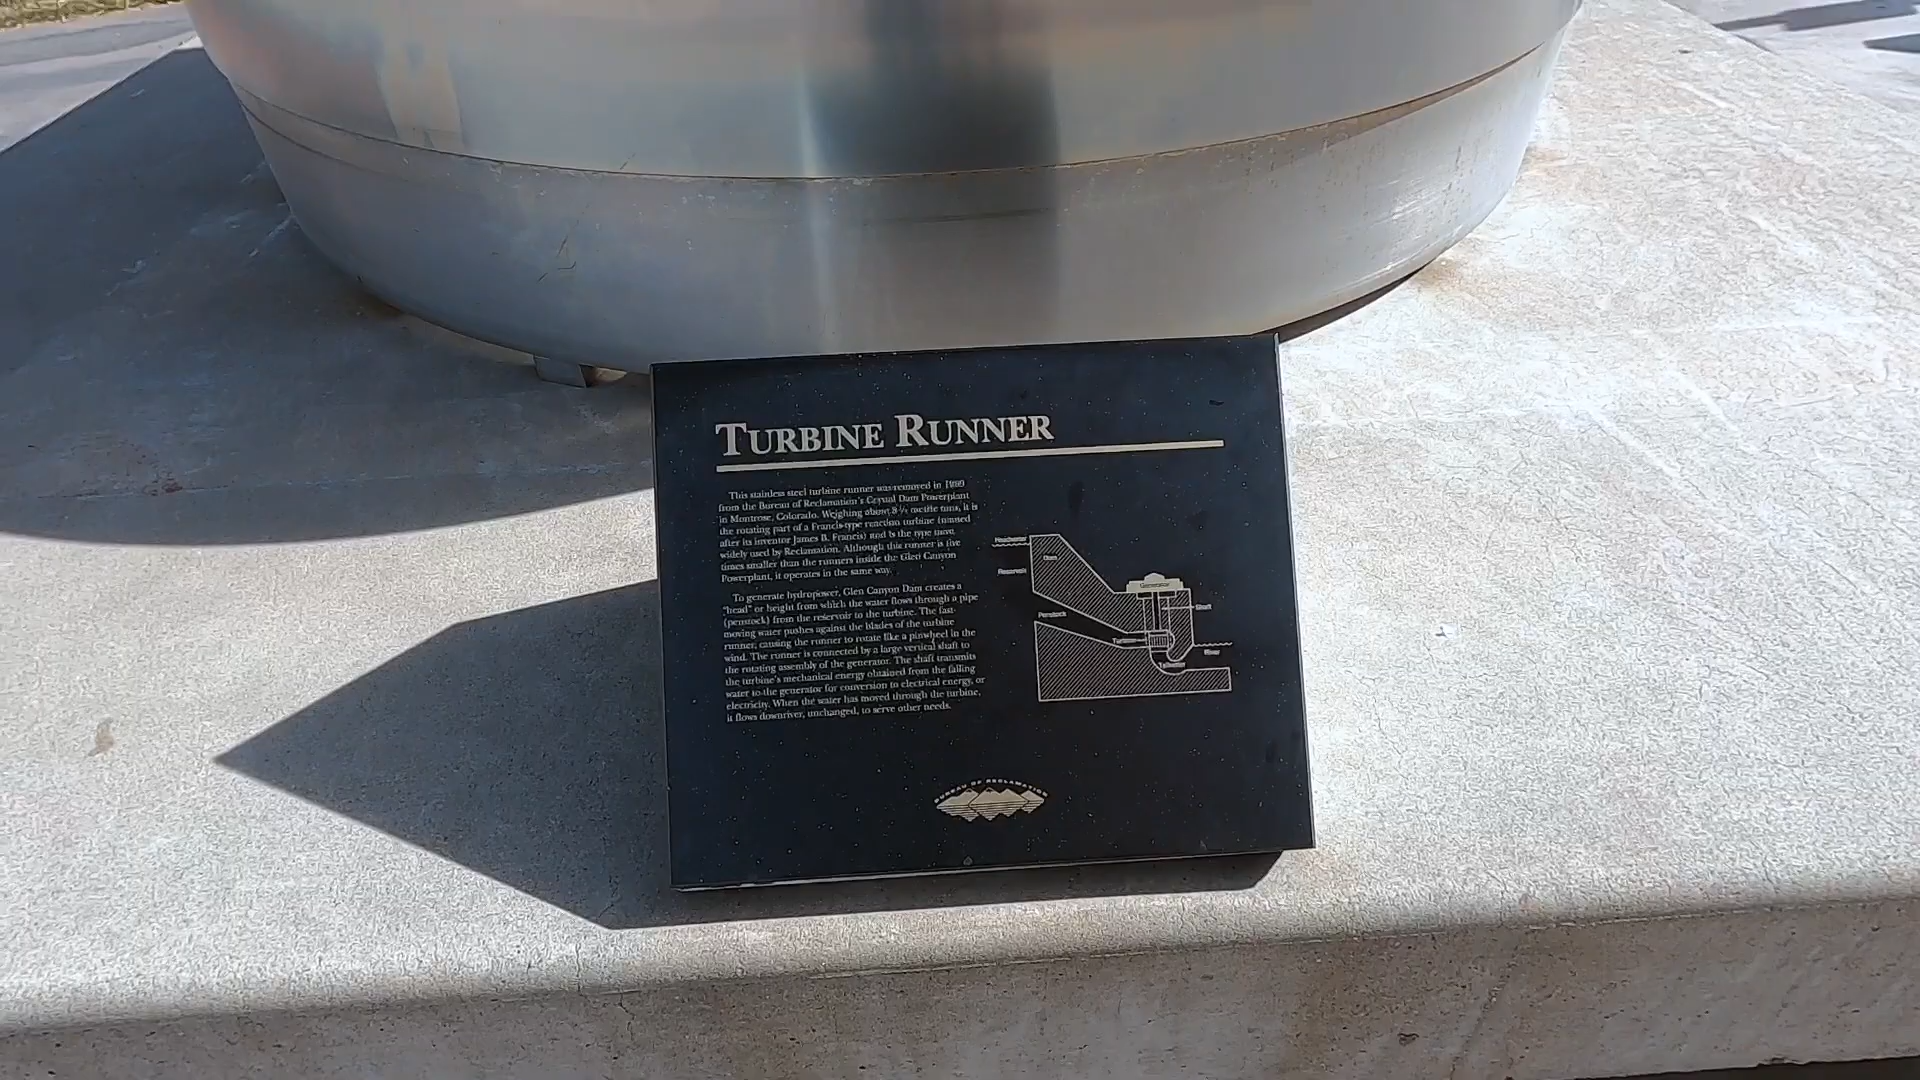 TURBINE RUNNER
This stainless steel turbine runner was removed in
from the Bureau of Reclamation's Crystal Dam Powerplant
in Montrose, Colorado. Weighing about metric tons, it is
the rotating part of a Francis-type reaction turbine (named
after its inventor James B. Francis) and is the type most
widely used by Reclamation. Although this runner is five
times smaller than the runners inside the Glen Canyon
Powerplant, it operates in the same way.
To generate hydropower, Glen Canyon Dam creates a
"head" or height from which the water flows through a pipe
(penstock) from the reservoir to the turbine. The fast-
moving water pushes against the blades of the turbine
runner, causing the runner to rotate like a pinwheel in the
wind. The runner is connected by a large vertical shaft to
the rotating assembly of the generator. The shaft transmits
the turbine's mechanical energy obtained from the falling
water to the generator for conversion to electrical energy, or
electricity. When the water has moved through the turbine,
it flows downriver, unchanged, to serve other needs.
Headwater
Dam
Reservoir
Generator
Penstock
Shaft
Turbine
River
Tailwater
BUREAU OF RECLAMATION